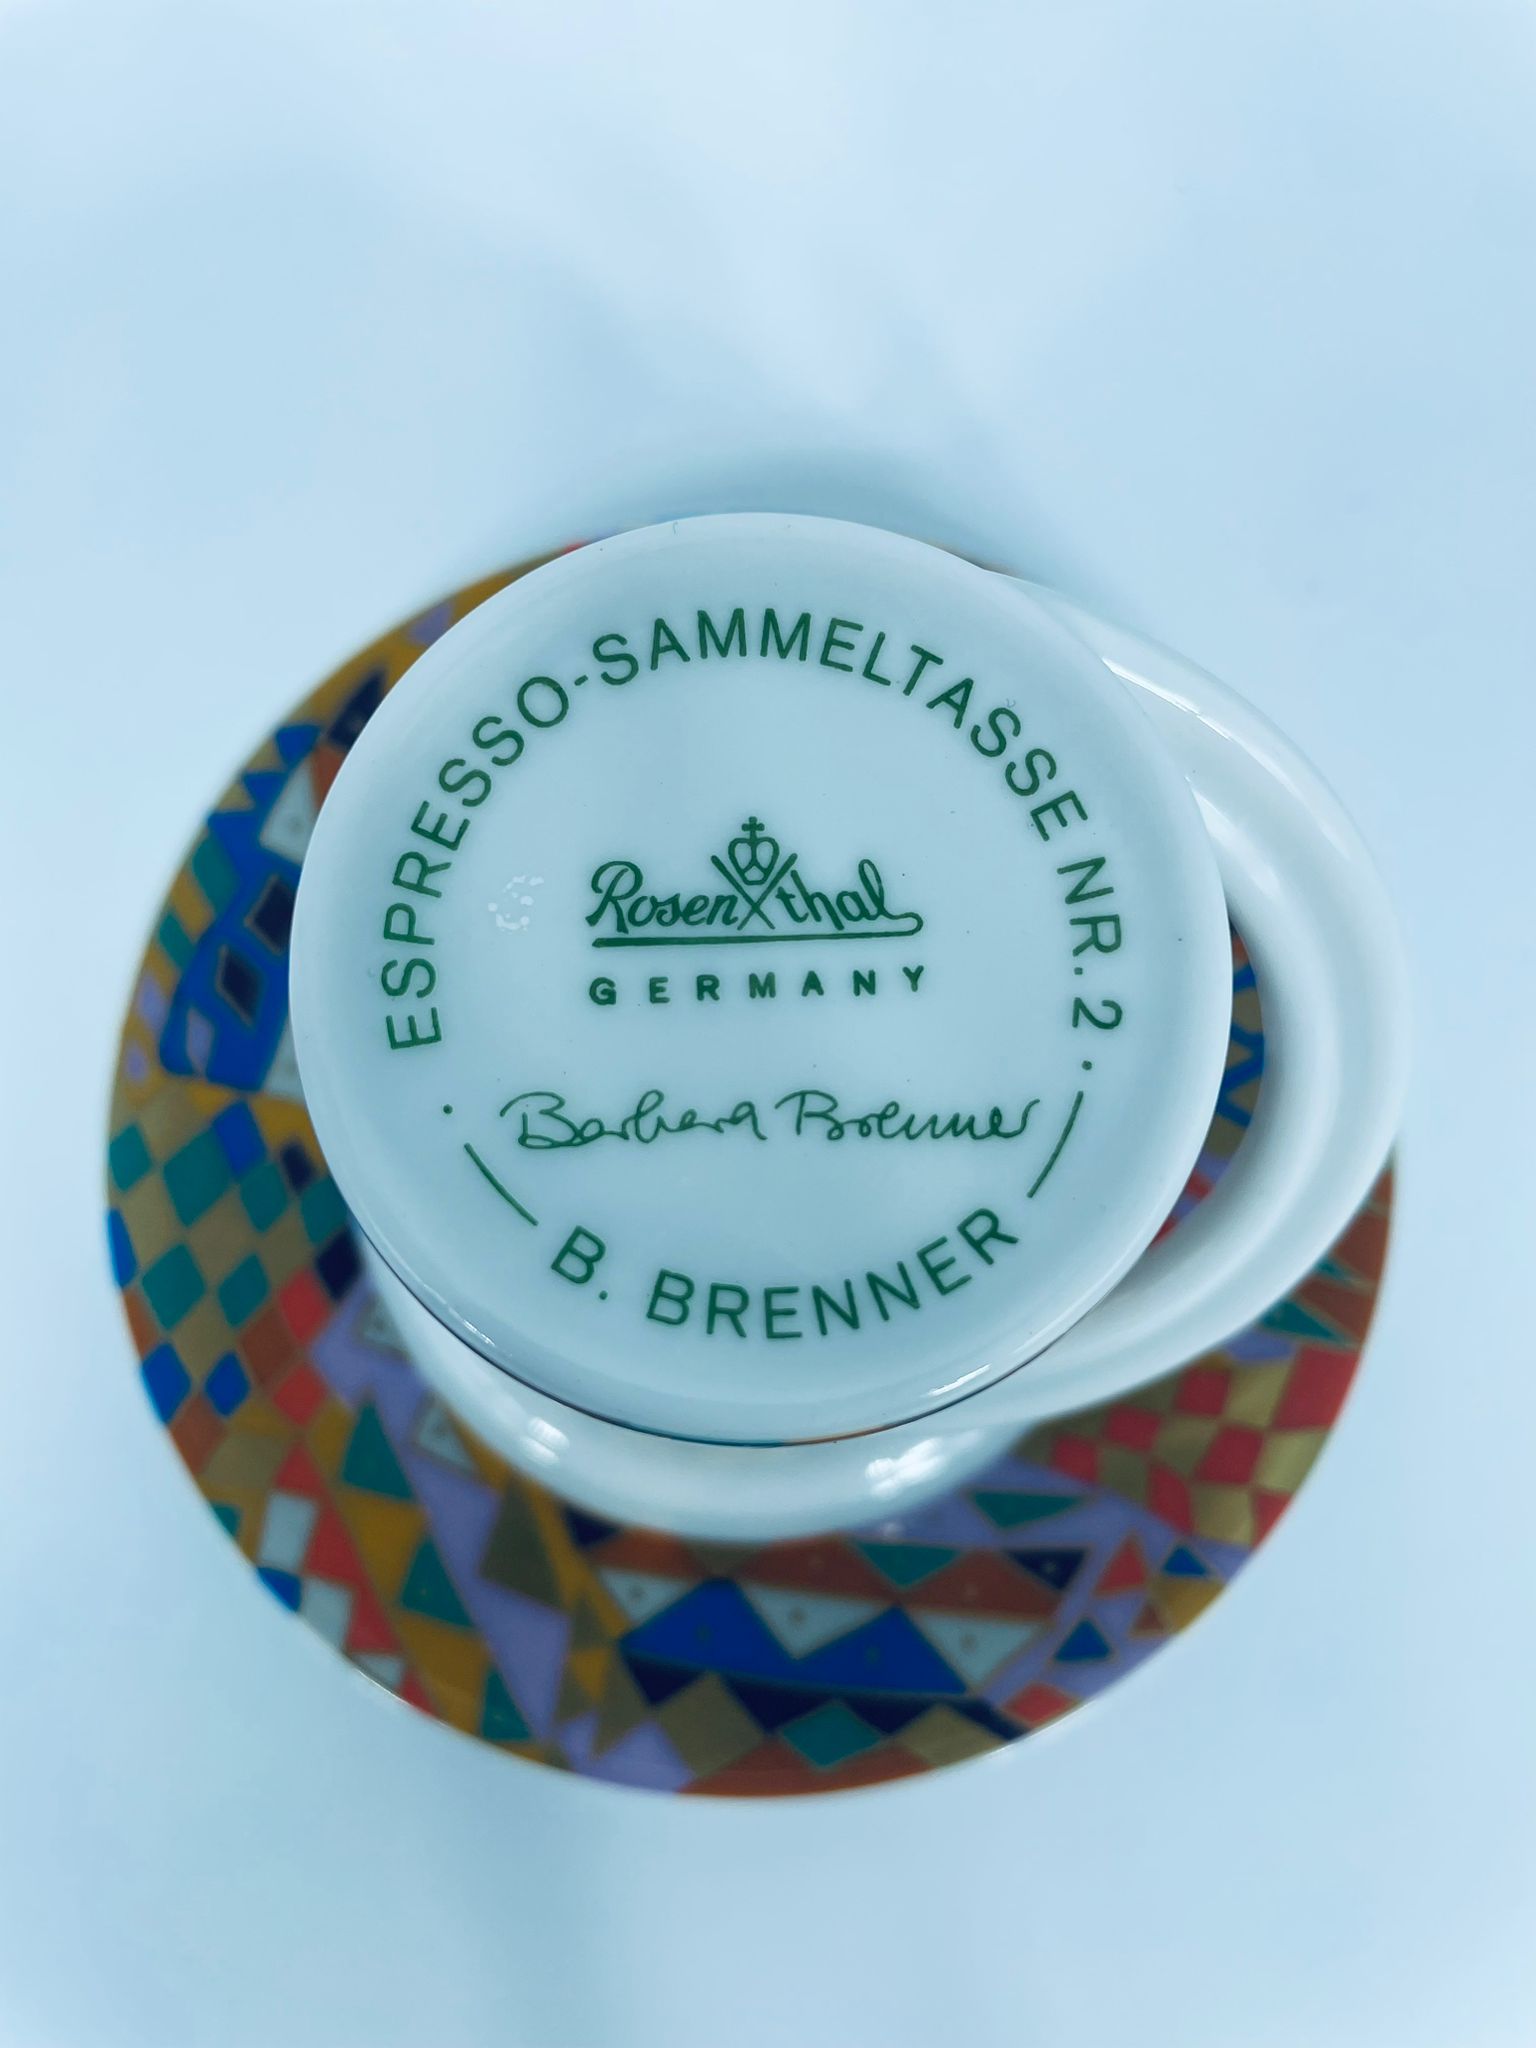 ESPRESSO-SAMMELTASSE NR. 2 ·
Rosenthal
GERMANY
Barbara Brenner
· B. BRENNER